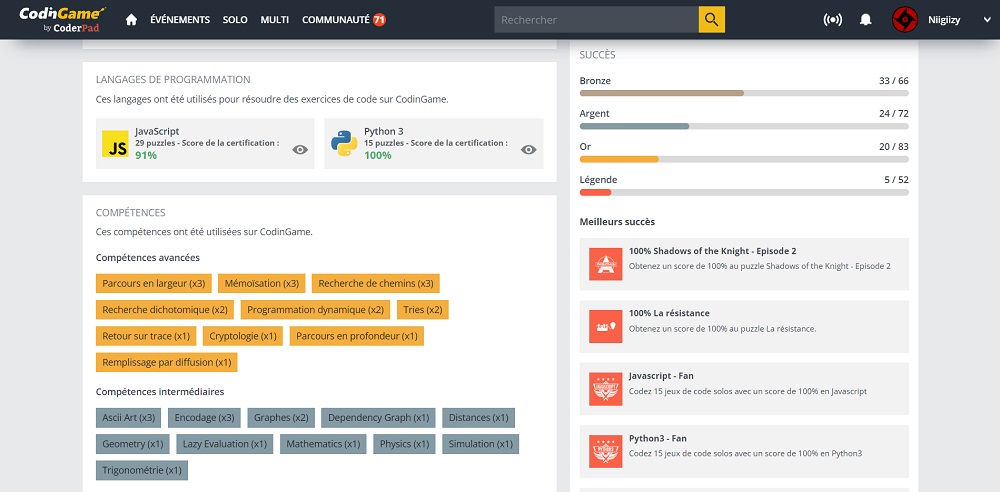 CodinGame
by CoderPad
ÉVÉNEMENTS SOLO MULTI COMMUNAUTÉ 71
Rechercher
Niigiizy
LANGAGES DE PROGRAMMATION
Ces langages ont été utilisés pour résoudre des exercices de code sur CodinGame.
JS
JavaScript
29 puzzles - Score de la certification :
91%
Python 3
15 puzzles - Score de la certification :
100%
COMPÉTENCES
Ces compétences ont été utilisées sur CodinGame.
Compétences avancées
Parcours en largeur (x3) Mémoïsation (x3) Recherche de chemins (x3)
Recherche dichotomique (x2) Programmation dynamique (x2) Tries (x2)
Retour sur trace (x1) Cryptologie (x1) Parcours en profondeur (x1)
Remplissage par diffusion (x1)
Compétences intermédiaires
Ascii Art (x3) Encodage (x3) Graphes (x2) Dependency Graph (x1) Distances (x1)
Geometry (x1) Lazy Evaluation (x1) Mathematics (x1) Physics (x1) Simulation (x1)
Trigonométrie (x1)
SUCCÈS
Bronze 33 / 66
Argent 24 / 72
Or 20 / 83
Légende 5 / 52
Meilleurs succès
100% Shadows of the Knight - Episode 2
Obtenez un score de 100% au puzzle Shadows of the Knight - Episode 2
100% La résistance
Obtenez un score de 100% au puzzle La résistance.
JAVASCRIPT
Javascript - Fan
Codez 15 jeux de code solos avec un score de 100% en Javascript
PYTHON
Python3 - Fan
Codez 15 jeux de code solos avec un score de 100% en Python3